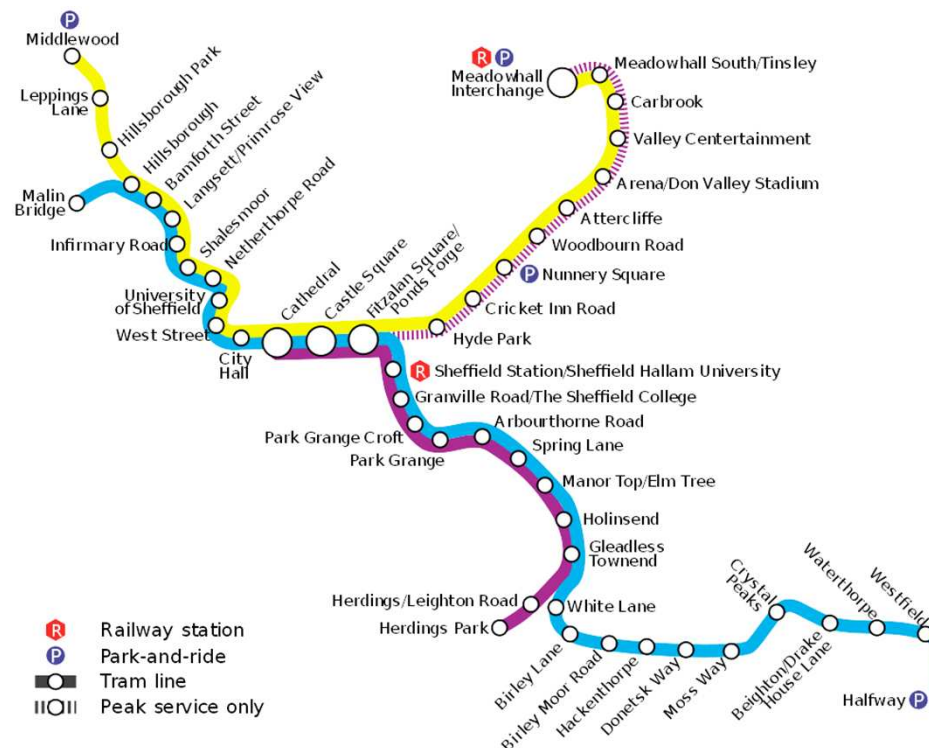 P
Middlewood
Leppings
Lane
Hillsborough Park
Hillsborough
Bamforth Street
Langsett/Primrose View
Malin
Bridge
Infirmary Road
Shalesmoor
Netherthorpe Road
University
of Sheffield
West Street
City
Hall
Cathedral
Castle Square
Fitzalan Square/
Ponds Forge
R P
Meadowhall
Interchange
Meadowhall South/Tinsley
Carbrook
Valley Centertainment
Arena/Don Valley Stadium
Attercliffe
Woodbourn Road
P Nunnery Square
Cricket Inn Road
Hyde Park
R Sheffield Station/Sheffield Hallam University
Granville Road/The Sheffield College
Park Grange Croft
Park Grange
Arbourthorne Road
Spring Lane
Manor Top/Elm Tree
Holinsend
Gleadless
Townend
Herdings/Leighton Road
Herdings Park
White Lane
Birley Lane
Birley Moor Road
Hackenthorpe
Donetsk Way
Moss Way
Crystal
Peaks
Beighton/Drake
House Lane
Waterthorpe
Westfield
Halfway P
R Railway station
P Park-and-ride
Tram line
Peak service only